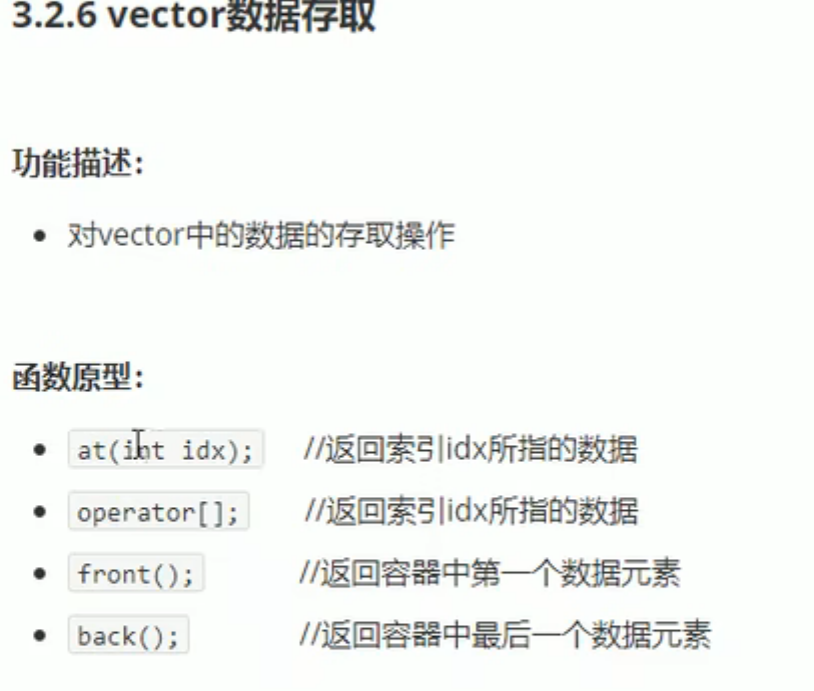 3.2.6 vector数据存取
功能描述：
对vector中的数据的存取操作
函数原型：
at(int idx); //返回索引idx所指的数据
operator[]; //返回索引idx所指的数据
front(); //返回容器中第一个数据元素
back(); //返回容器中最后一个数据元素